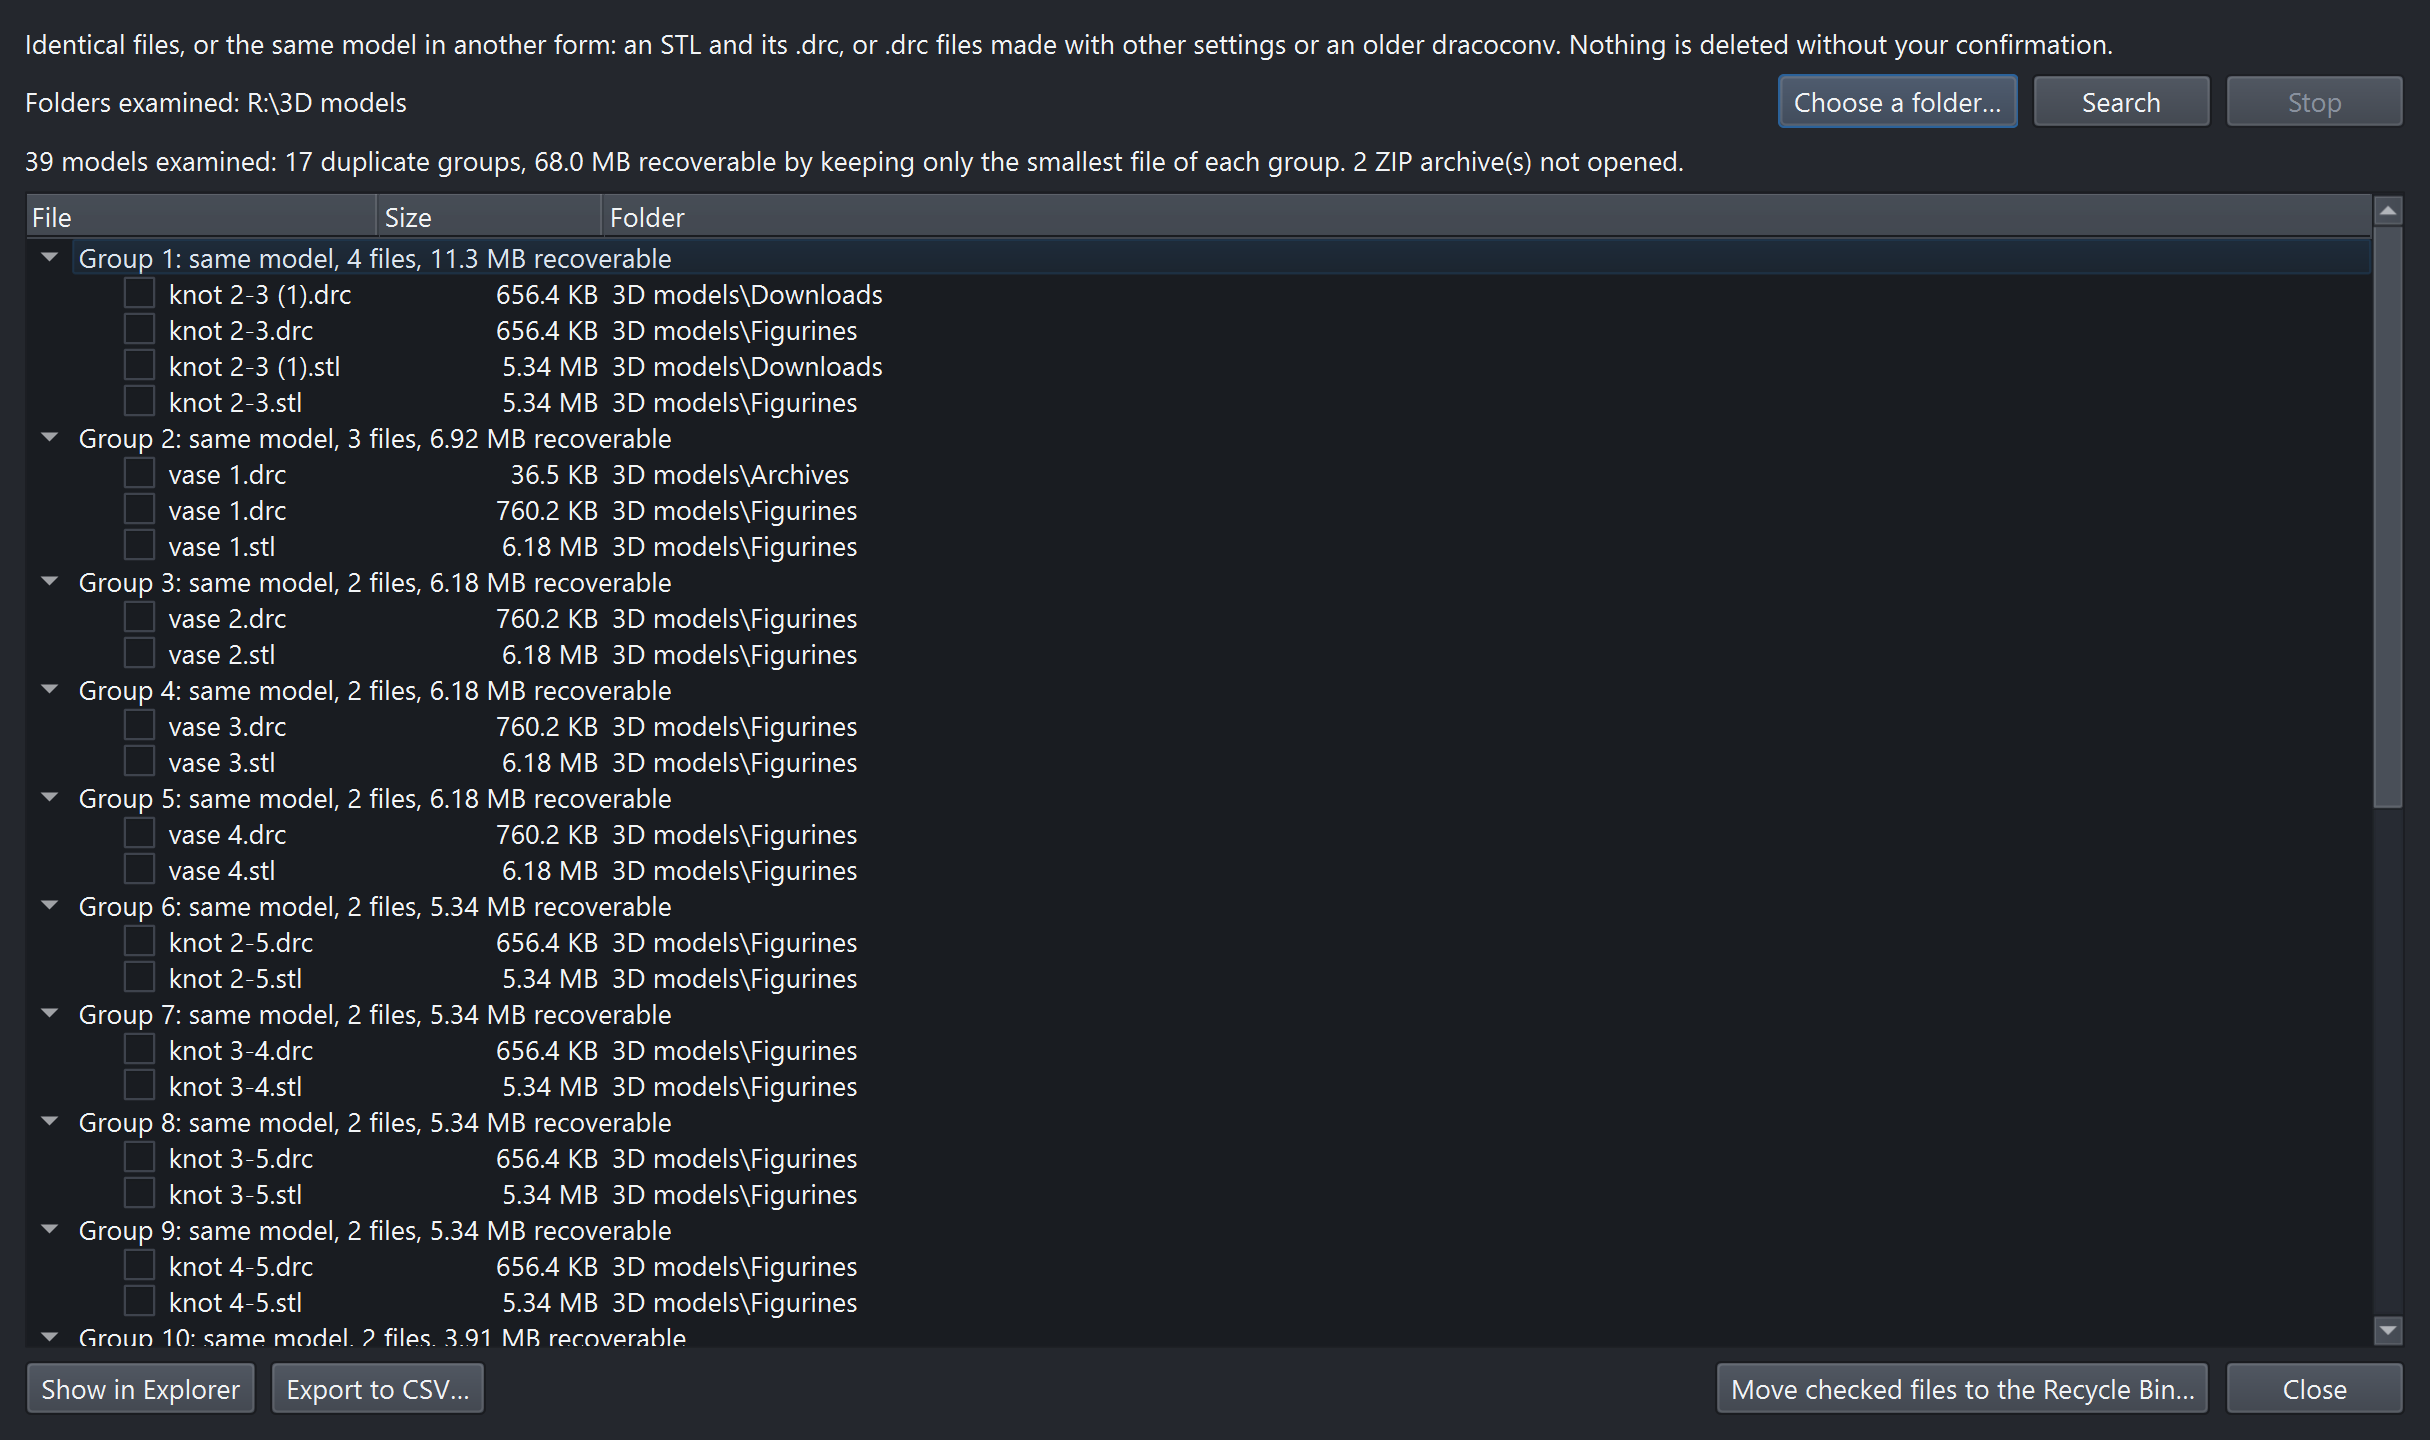 Identical files, or the same model in another form: an STL and its .drc, or .drc files made with other settings or an older dracoconv. Nothing is deleted without your confirmation.
Folders examined: R:\3D models
Choose a folder...
Search
Stop
39 models examined: 17 duplicate groups, 68.0 MB recoverable by keeping only the smallest file of each group. 2 ZIP archive(s) not opened.
File Size Folder
Group 1: same model, 4 files, 11.3 MB recoverable
knot 2-3 (1).drc 656.4 KB 3D models\Downloads
knot 2-3.drc 656.4 KB 3D models\Figurines
knot 2-3 (1).stl 5.34 MB 3D models\Downloads
knot 2-3.stl 5.34 MB 3D models\Figurines
Group 2: same model, 3 files, 6.92 MB recoverable
vase 1.drc 36.5 KB 3D models\Archives
vase 1.drc 760.2 KB 3D models\Figurines
vase 1.stl 6.18 MB 3D models\Figurines
Group 3: same model, 2 files, 6.18 MB recoverable
vase 2.drc 760.2 KB 3D models\Figurines
vase 2.stl 6.18 MB 3D models\Figurines
Group 4: same model, 2 files, 6.18 MB recoverable
vase 3.drc 760.2 KB 3D models\Figurines
vase 3.stl 6.18 MB 3D models\Figurines
Group 5: same model, 2 files, 6.18 MB recoverable
vase 4.drc 760.2 KB 3D models\Figurines
vase 4.stl 6.18 MB 3D models\Figurines
Group 6: same model, 2 files, 5.34 MB recoverable
knot 2-5.drc 656.4 KB 3D models\Figurines
knot 2-5.stl 5.34 MB 3D models\Figurines
Group 7: same model, 2 files, 5.34 MB recoverable
knot 3-4.drc 656.4 KB 3D models\Figurines
knot 3-4.stl 5.34 MB 3D models\Figurines
Group 8: same model, 2 files, 5.34 MB recoverable
knot 3-5.drc 656.4 KB 3D models\Figurines
knot 3-5.stl 5.34 MB 3D models\Figurines
Group 9: same model, 2 files, 5.34 MB recoverable
knot 4-5.drc 656.4 KB 3D models\Figurines
knot 4-5.stl 5.34 MB 3D models\Figurines
Group 10: same model, 2 files, 3.91 MB recoverable
Show in Explorer
Export to CSV...
Move checked files to the Recycle Bin...
Close